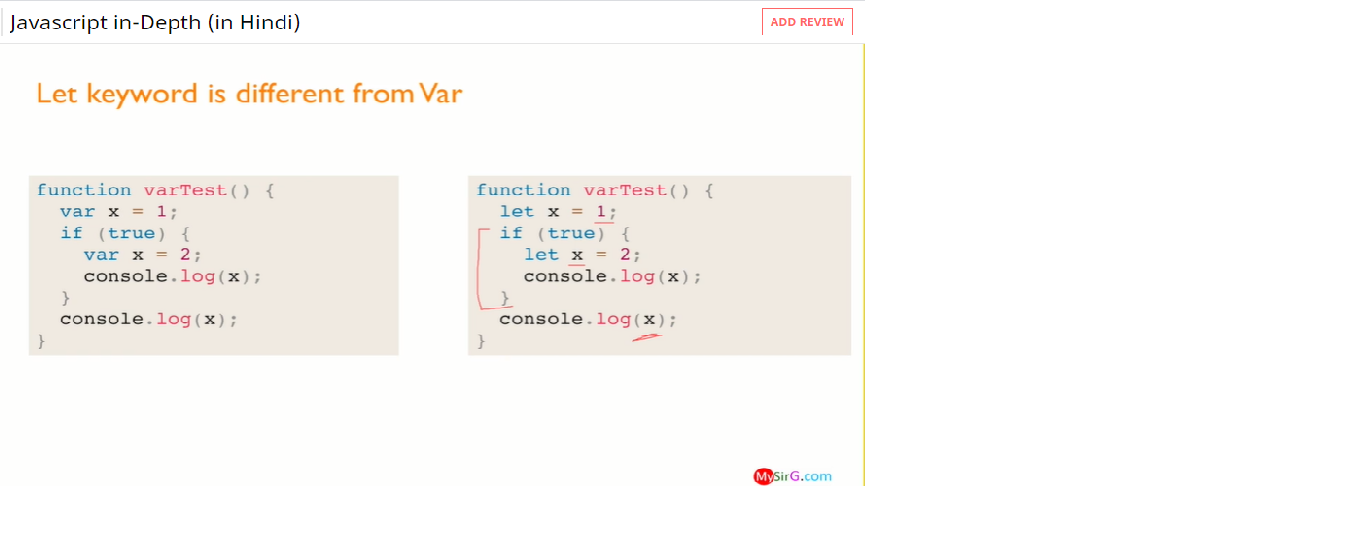 Javascript in-Depth (in Hindi)
ADD REVIEW
Let keyword is different from Var
function varTest() {
  var x = 1;
  if (true) {
    var x = 2;
    console.log(x);
  }
  console.log(x);
}
function varTest() {
  let x = 1;
  if (true) {
    let x = 2;
    console.log(x);
  }
  console.log(x);
}
MySirG.com